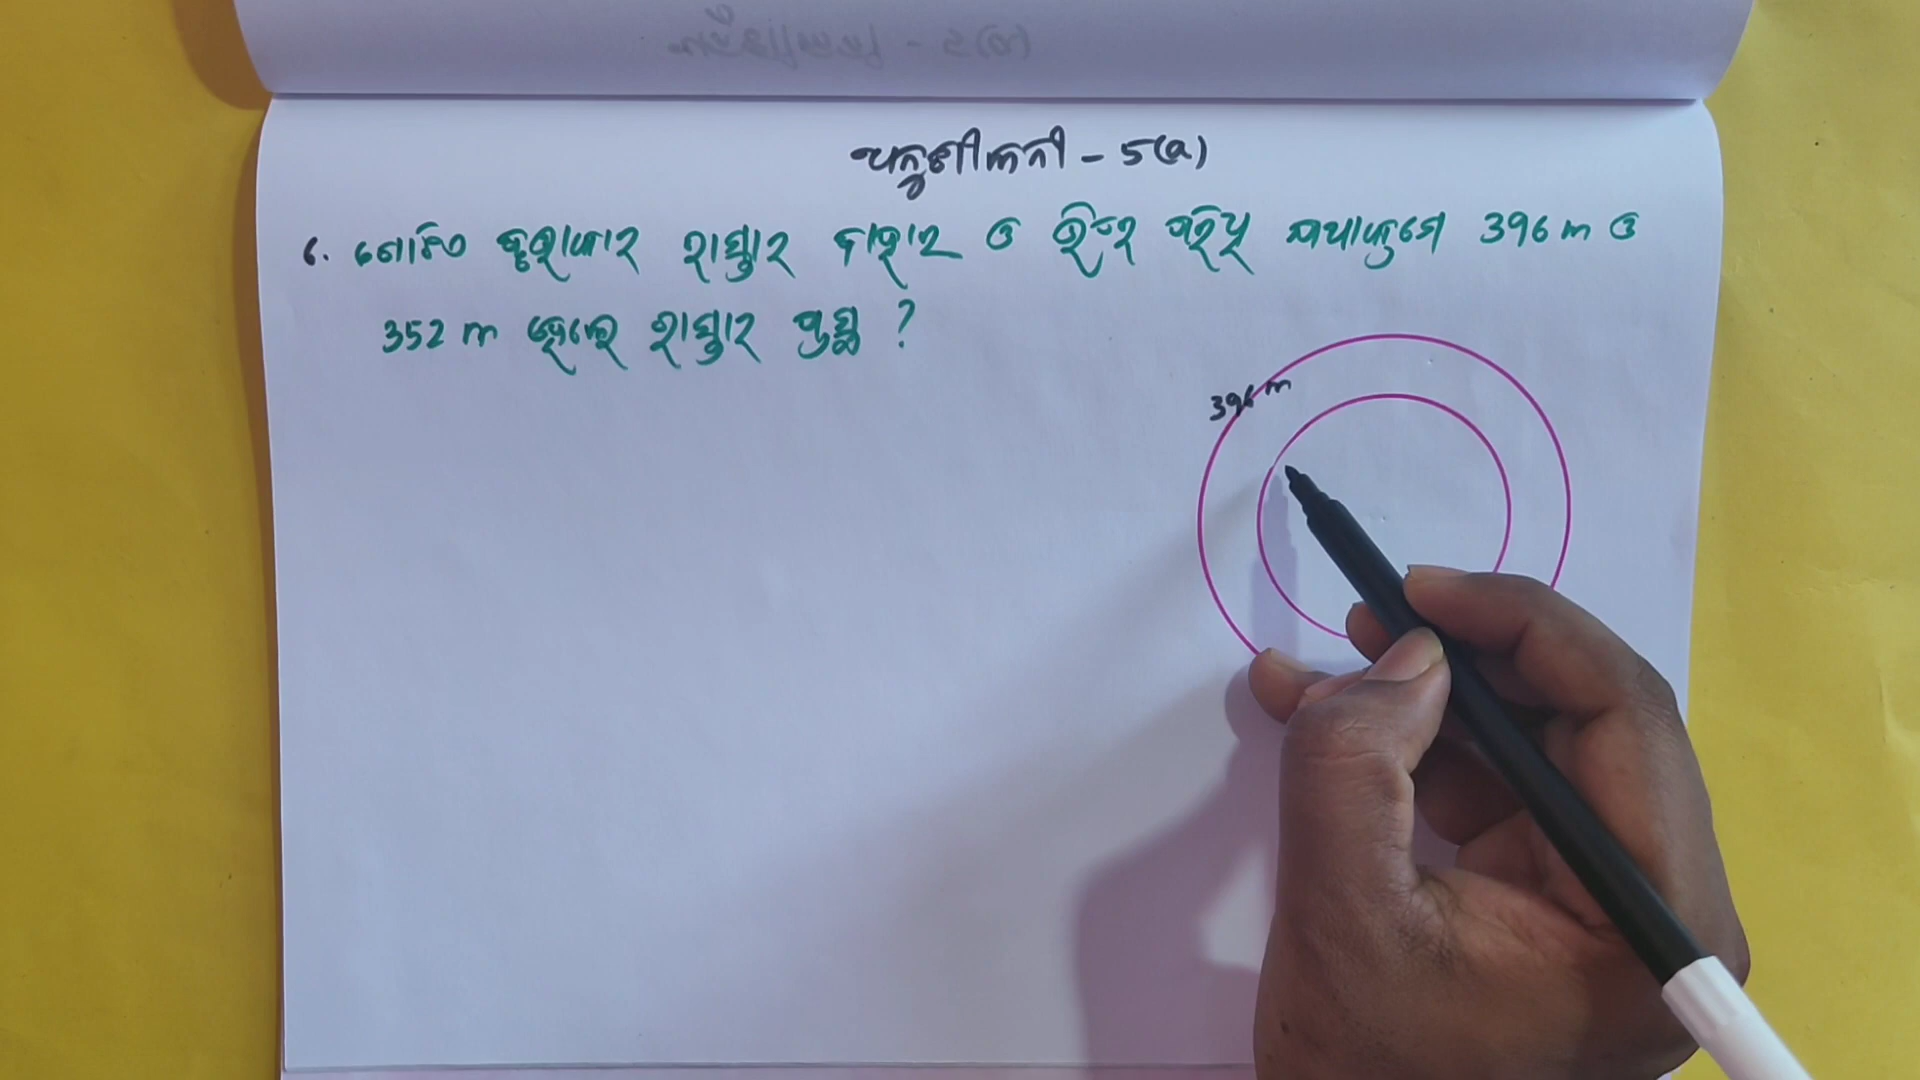 ଅନୁଶୀଳନୀ - 5(a)
6. ଗୋଟିଏ ବୃତ୍ତାକାର ରାସ୍ତାର ବାହାର ଓ ଭିତର ପରିଧି ଯଥାକ୍ରମେ 396 m ଓ
352 m ହେଲେ ରାସ୍ତାର ପ୍ରସ୍ଥ ?
396 m